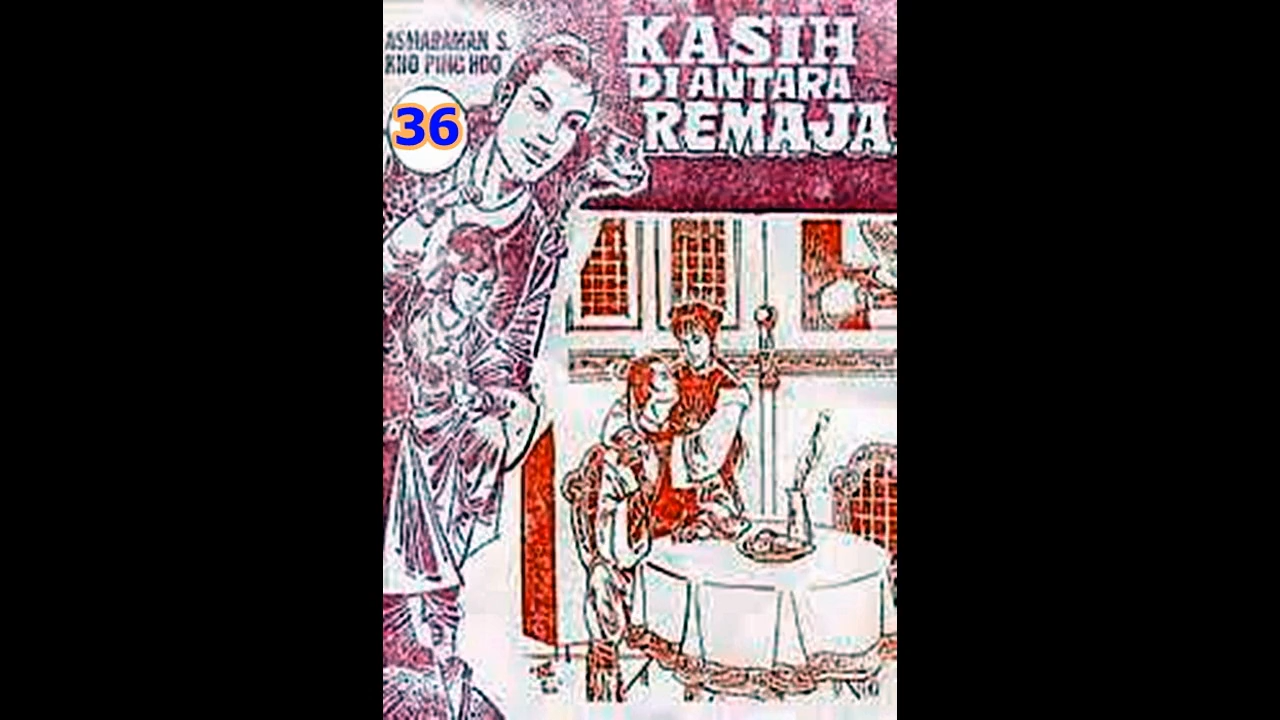 ASMARAMAN S.
KHO PING HOO
36
KASIH
DI ANTARA
REMAJA